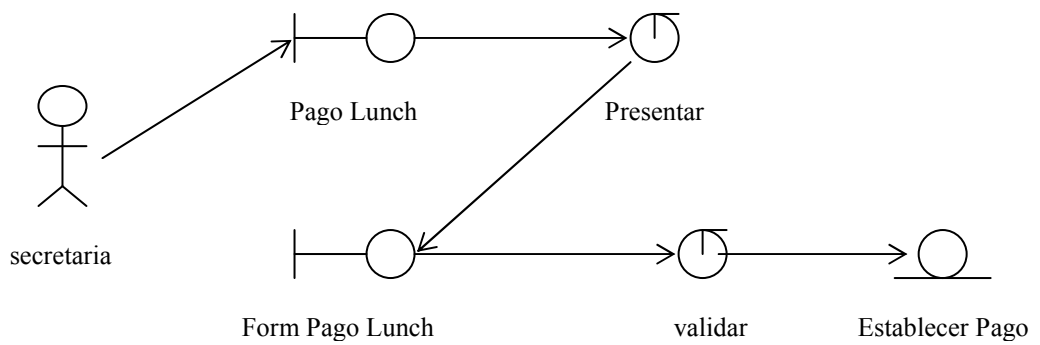 Pago Lunch
Presentar
secretaria
Form Pago Lunch
validar
Establecer Pago